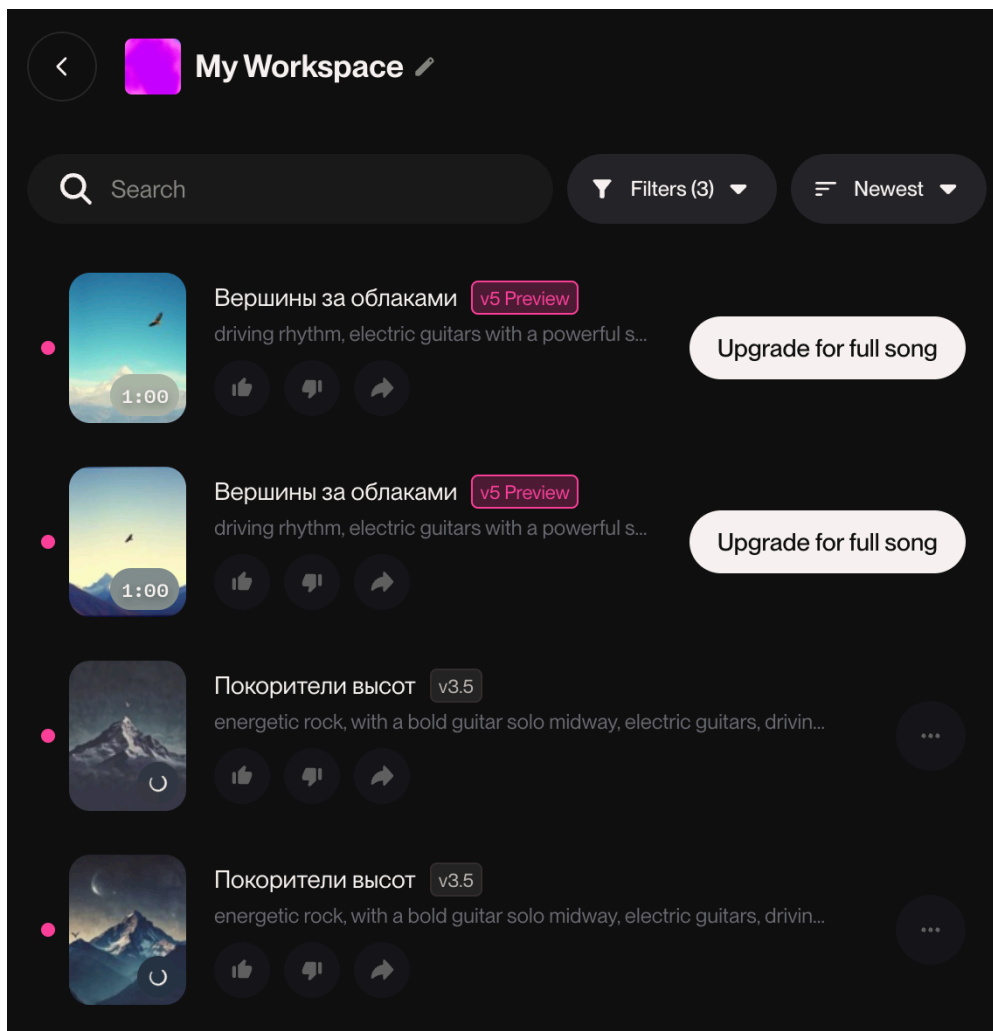 My Workspace
Search
Filters (3)
Newest
Вершины за облаками v5 Preview
driving rhythm, electric guitars with a powerful s...
1:00
Upgrade for full song
Вершины за облаками v5 Preview
driving rhythm, electric guitars with a powerful s...
1:00
Upgrade for full song
Покорители высот v3.5
energetic rock, with a bold guitar solo midway, electric guitars, drivin...
Покорители высот v3.5
energetic rock, with a bold guitar solo midway, electric guitars, drivin...